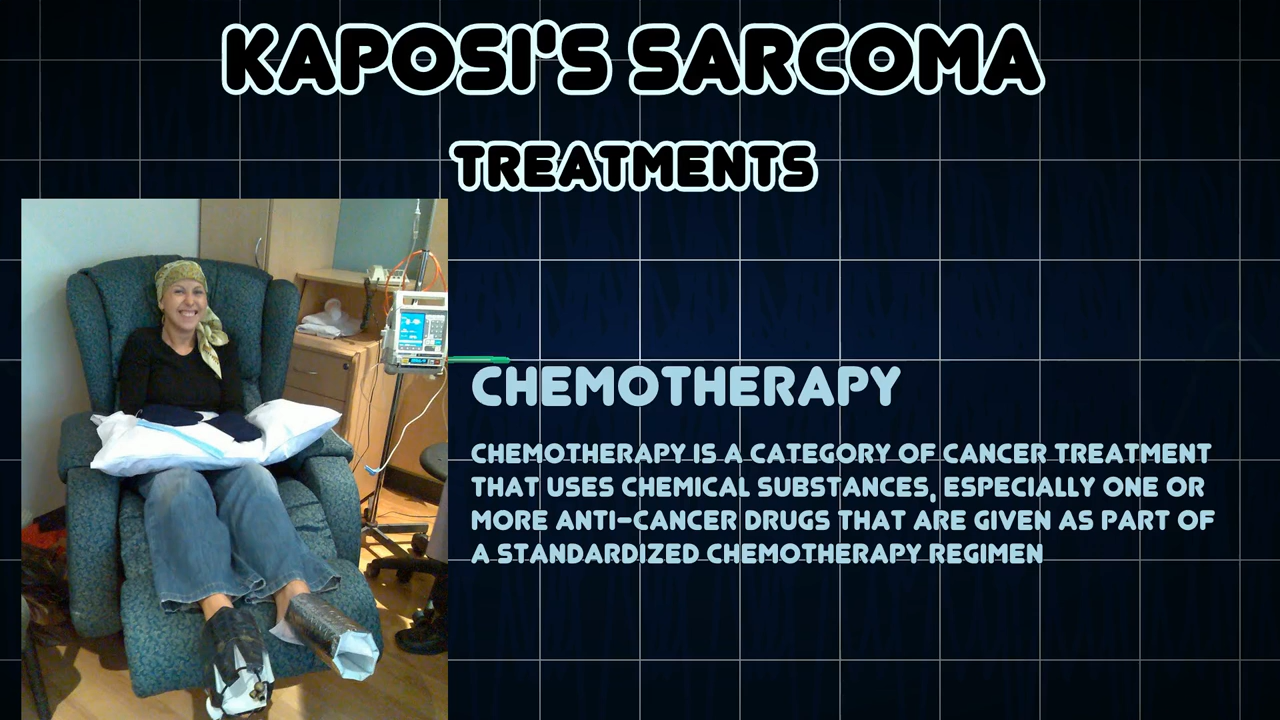 KAPOSI'S SARCOMA
TREATMENTS
CHEMOTHERAPY
CHEMOTHERAPY IS A CATEGORY OF CANCER TREATMENT
THAT USES CHEMICAL SUBSTANCES, ESPECIALLY ONE OR
MORE ANTI-CANCER DRUGS THAT ARE GIVEN AS PART OF
A STANDARDIZED CHEMOTHERAPY REGIMEN